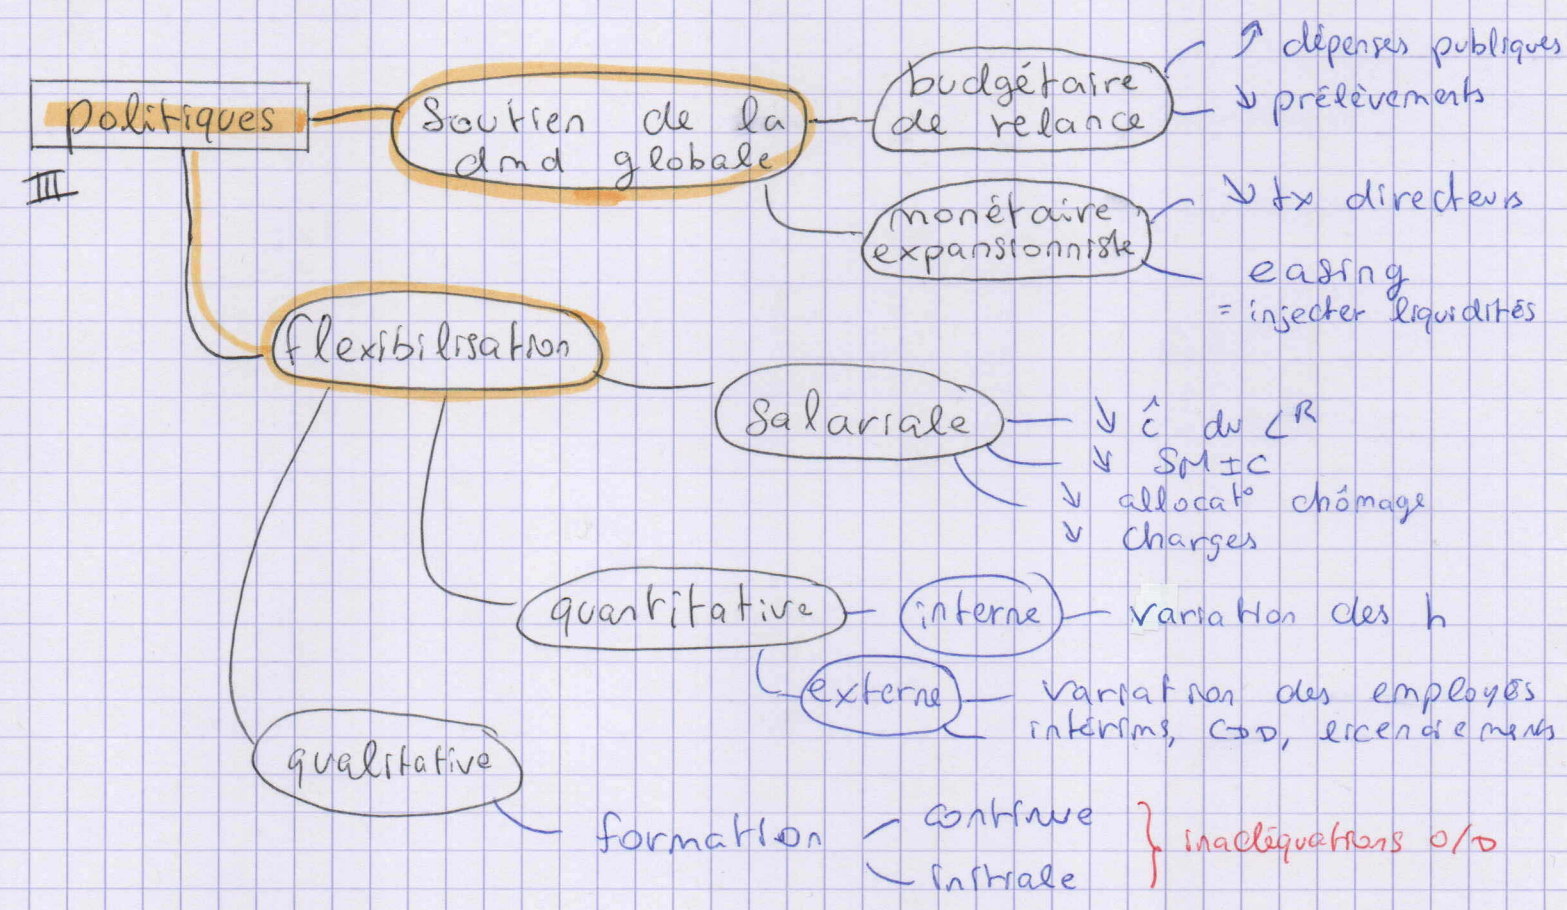 politiques
III
Soutien de la
dmd globale
budgétaire
de relance
↗ dépenses publiques
↘ prélèvements
monétaire
expansionniste
↘ tx directeurs
easing
= injecter liquidités
flexibilisation
salariale
↘ ĉ du L^R
↘ SMIC
↘ allocat° chômage
↘ charges
quantitative
interne
variation des h
externe
variation des employés
intérims, CDD, licenciements
qualitative
formation
continue
initiale
inadéquations O/D